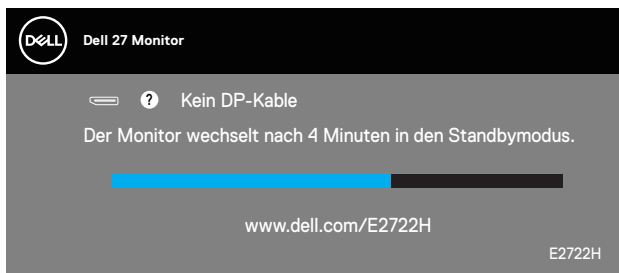 DELL
Dell 27 Monitor
? Kein DP-Kable
Der Monitor wechselt nach 4 Minuten in den Standbymodus.
www.dell.com/E2722H
E2722H